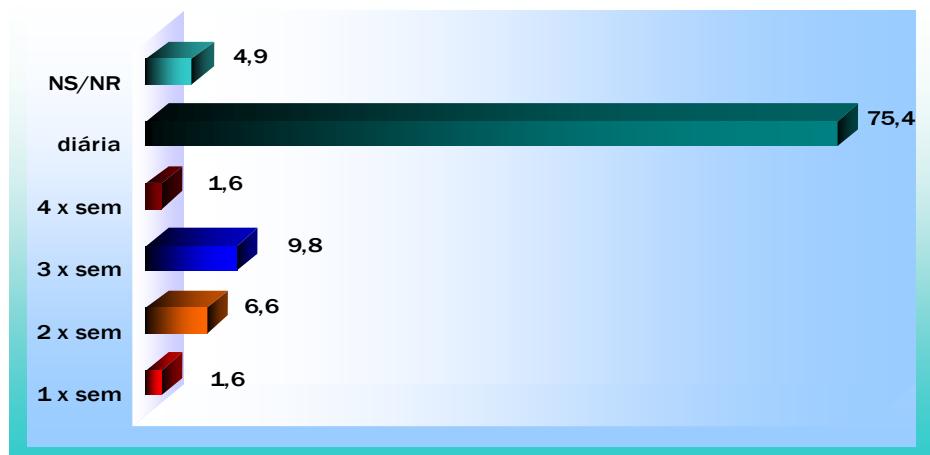 NS/NR 4,9
diária 75,4
4 x sem 1,6
3 x sem 9,8
2 x sem 6,6
1 x sem 1,6